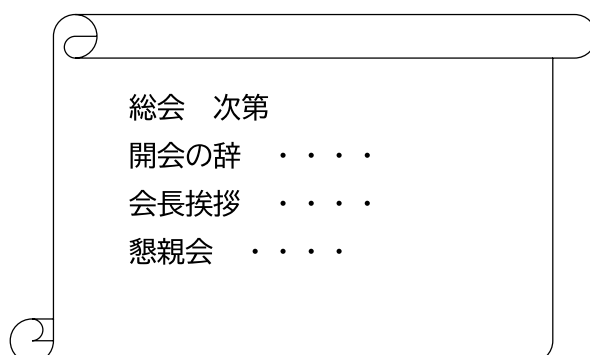 総会　次第
開会の辞　・・・・
会長挨拶　・・・・
懇親会　・・・・